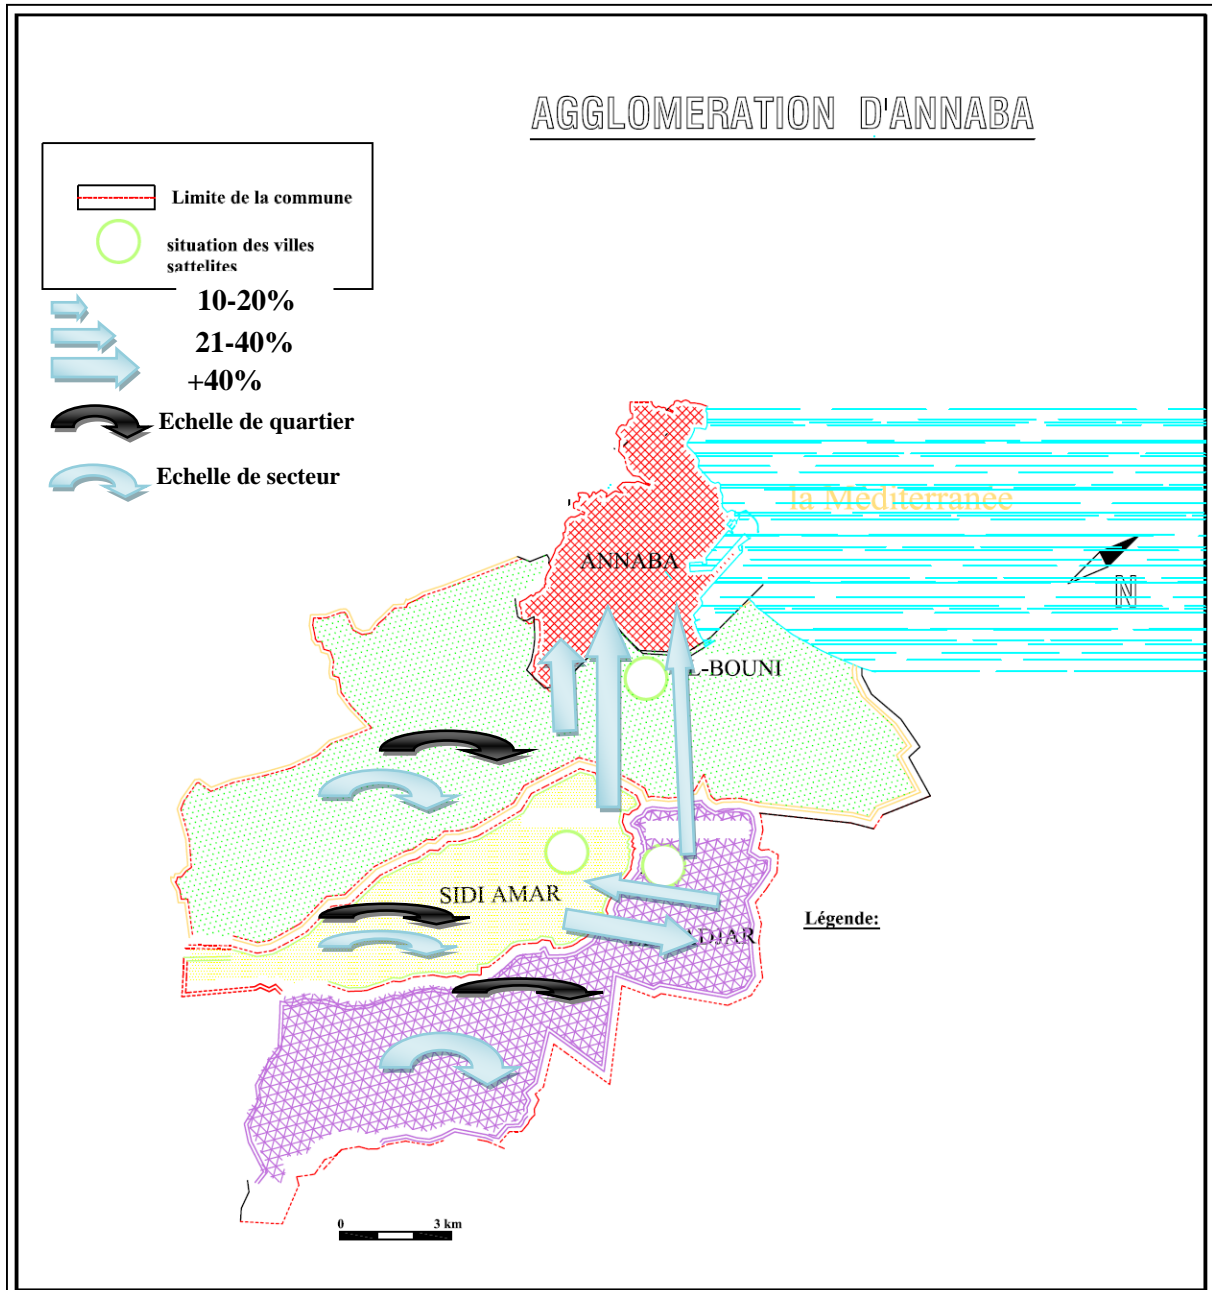 AGGLOMERATION D'ANNABA
Limite de la commune
situation des villes
sattelites
10-20%
21-40%
+40%
Echelle de quartier
Echelle de secteur
la Mediterranee
ANNABA
N
L-BOUNI
SIDI AMAR
ADJAR
Légende:
0 3 km